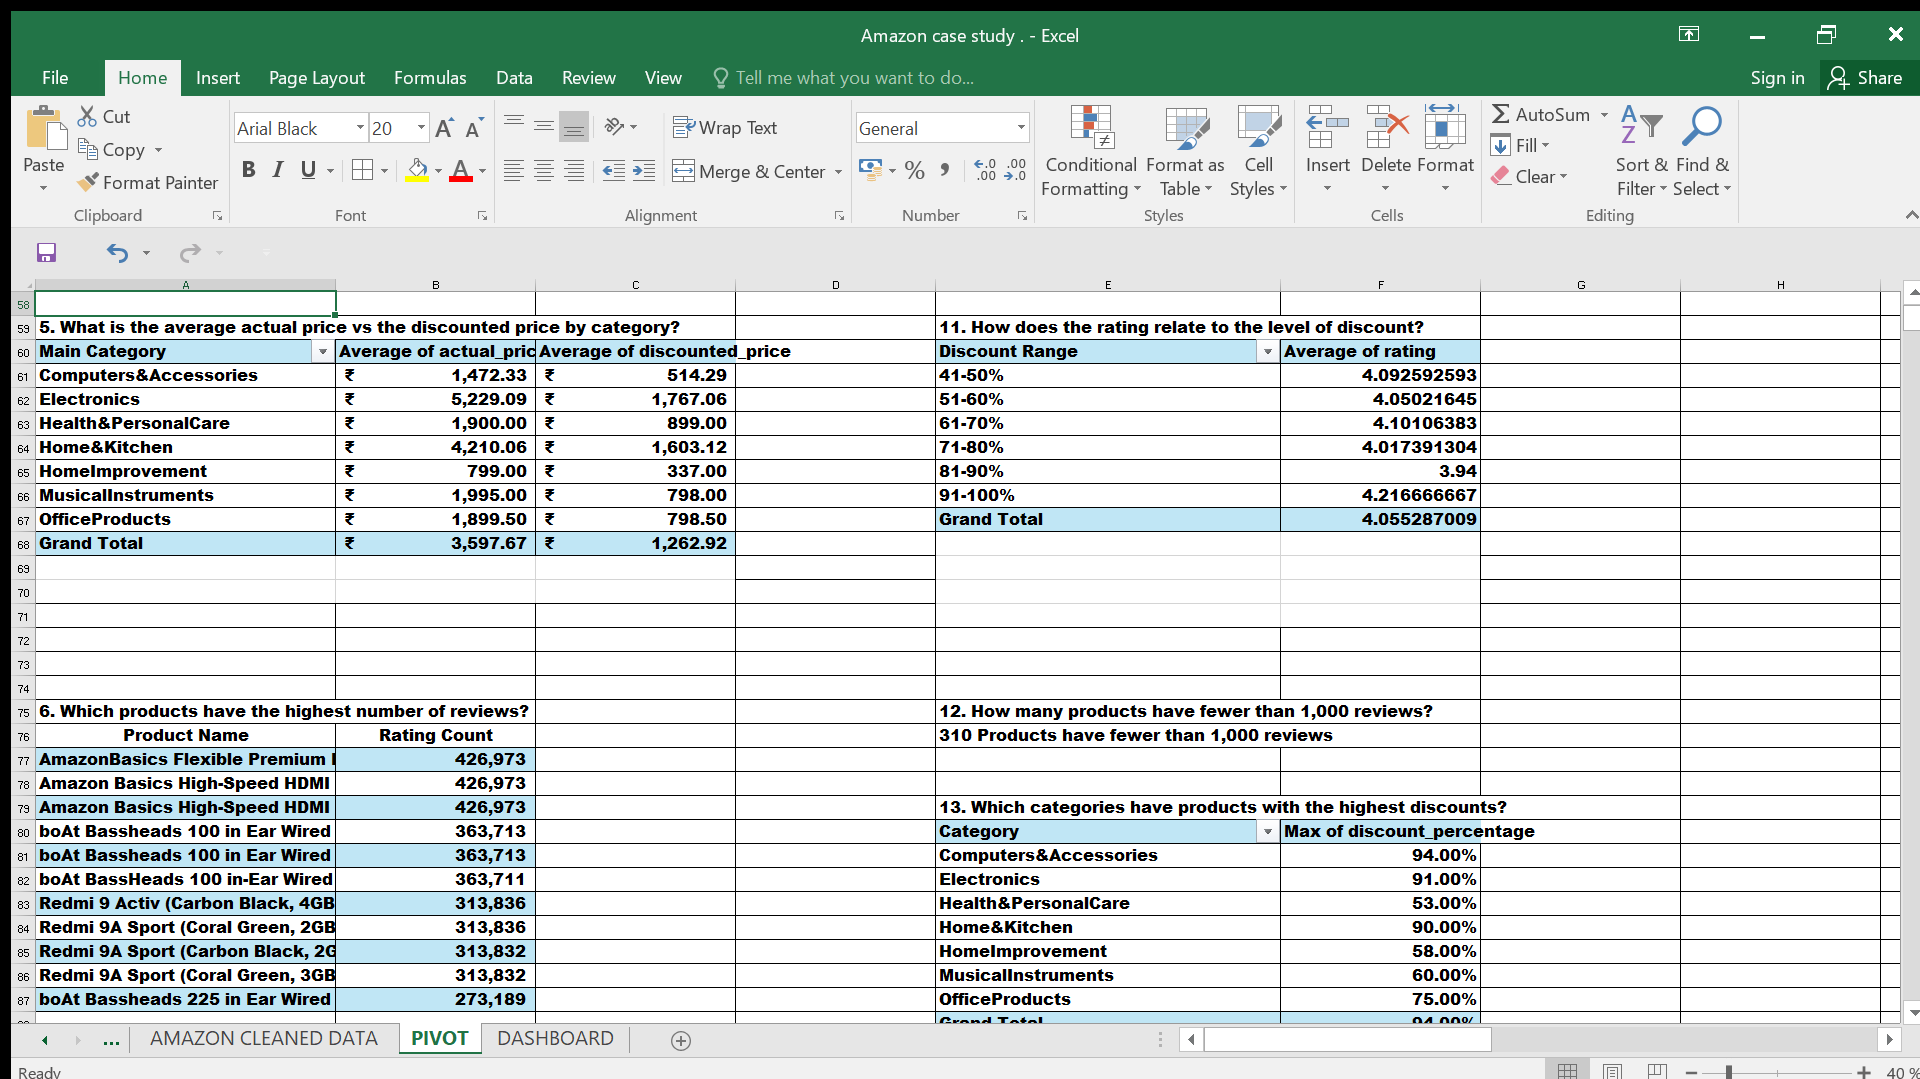 Amazon case study . - Excel
File Home Insert Page Layout Formulas Data Review View Tell me what you want to do... Sign in Share
Paste Cut Copy Format Painter Clipboard
Arial Black 20 A A B I U A Font
Wrap Text Merge & Center Alignment
General % Number
Conditional Formatting Format as Table Cell Styles Styles
Insert Delete Format Cells
AutoSum Fill Clear Sort & Filter Find & Select Editing
A B C D E F G H
58
59 5. What is the average actual price vs the discounted price by category? 11. How does the rating relate to the level of discount?
60 Main Category Average of actual_pric Average of discounted_price Discount Range Average of rating
61 Computers&Accessories ₹ 1,472.33 ₹ 514.29 41-50% 4.092592593
62 Electronics ₹ 5,229.09 ₹ 1,767.06 51-60% 4.05021645
63 Health&PersonalCare ₹ 1,900.00 ₹ 899.00 61-70% 4.10106383
64 Home&Kitchen ₹ 4,210.06 ₹ 1,603.12 71-80% 4.017391304
65 HomeImprovement ₹ 799.00 ₹ 337.00 81-90% 3.94
66 MusicalInstruments ₹ 1,995.00 ₹ 798.00 91-100% 4.216666667
67 OfficeProducts ₹ 1,899.50 ₹ 798.50 Grand Total 4.055287009
68 Grand Total ₹ 3,597.67 ₹ 1,262.92
69
70
71
72
73
74
75 6. Which products have the highest number of reviews? 12. How many products have fewer than 1,000 reviews?
76 Product Name Rating Count 310 Products have fewer than 1,000 reviews
77 AmazonBasics Flexible Premium 426,973
78 Amazon Basics High-Speed HDMI 426,973
79 Amazon Basics High-Speed HDMI 426,973 13. Which categories have products with the highest discounts?
80 boAt Bassheads 100 in Ear Wired 363,713 Category Max of discount_percentage
81 boAt Bassheads 100 in Ear Wired 363,713 Computers&Accessories 94.00%
82 boAt BassHeads 100 in-Ear Wired 363,711 Electronics 91.00%
83 Redmi 9 Activ (Carbon Black, 4GB 313,836 Health&PersonalCare 53.00%
84 Redmi 9A Sport (Coral Green, 2GB 313,836 Home&Kitchen 90.00%
85 Redmi 9A Sport (Carbon Black, 2G 313,832 HomeImprovement 58.00%
86 Redmi 9A Sport (Coral Green, 3GB 313,832 MusicalInstruments 60.00%
87 boAt Bassheads 225 in Ear Wired 273,189 OfficeProducts 75.00%
Grand Total 94.00%
... AMAZON CLEANED DATA PIVOT DASHBOARD
Ready 40 %